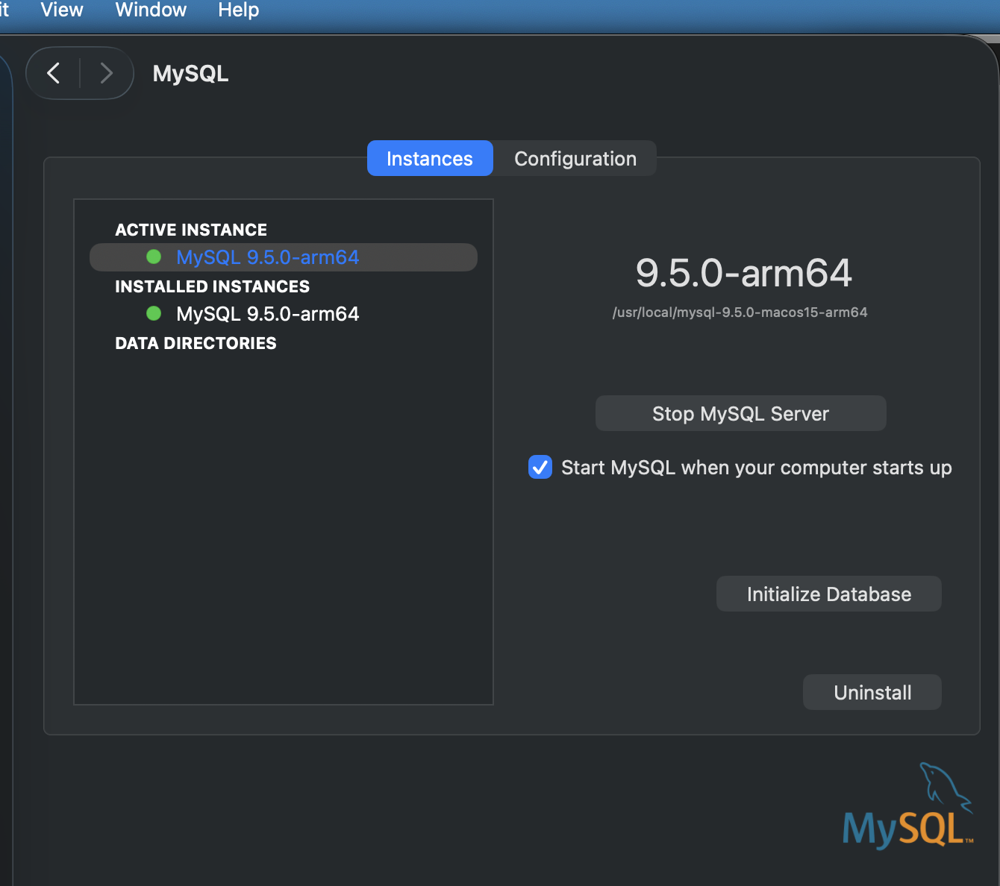 it View Window Help
MySQL
Instances Configuration
ACTIVE INSTANCE
MySQL 9.5.0-arm64
INSTALLED INSTANCES
MySQL 9.5.0-arm64
DATA DIRECTORIES
9.5.0-arm64
/usr/local/mysql-9.5.0-macos15-arm64
Stop MySQL Server
Start MySQL when your computer starts up
Initialize Database
Uninstall
MySQL™